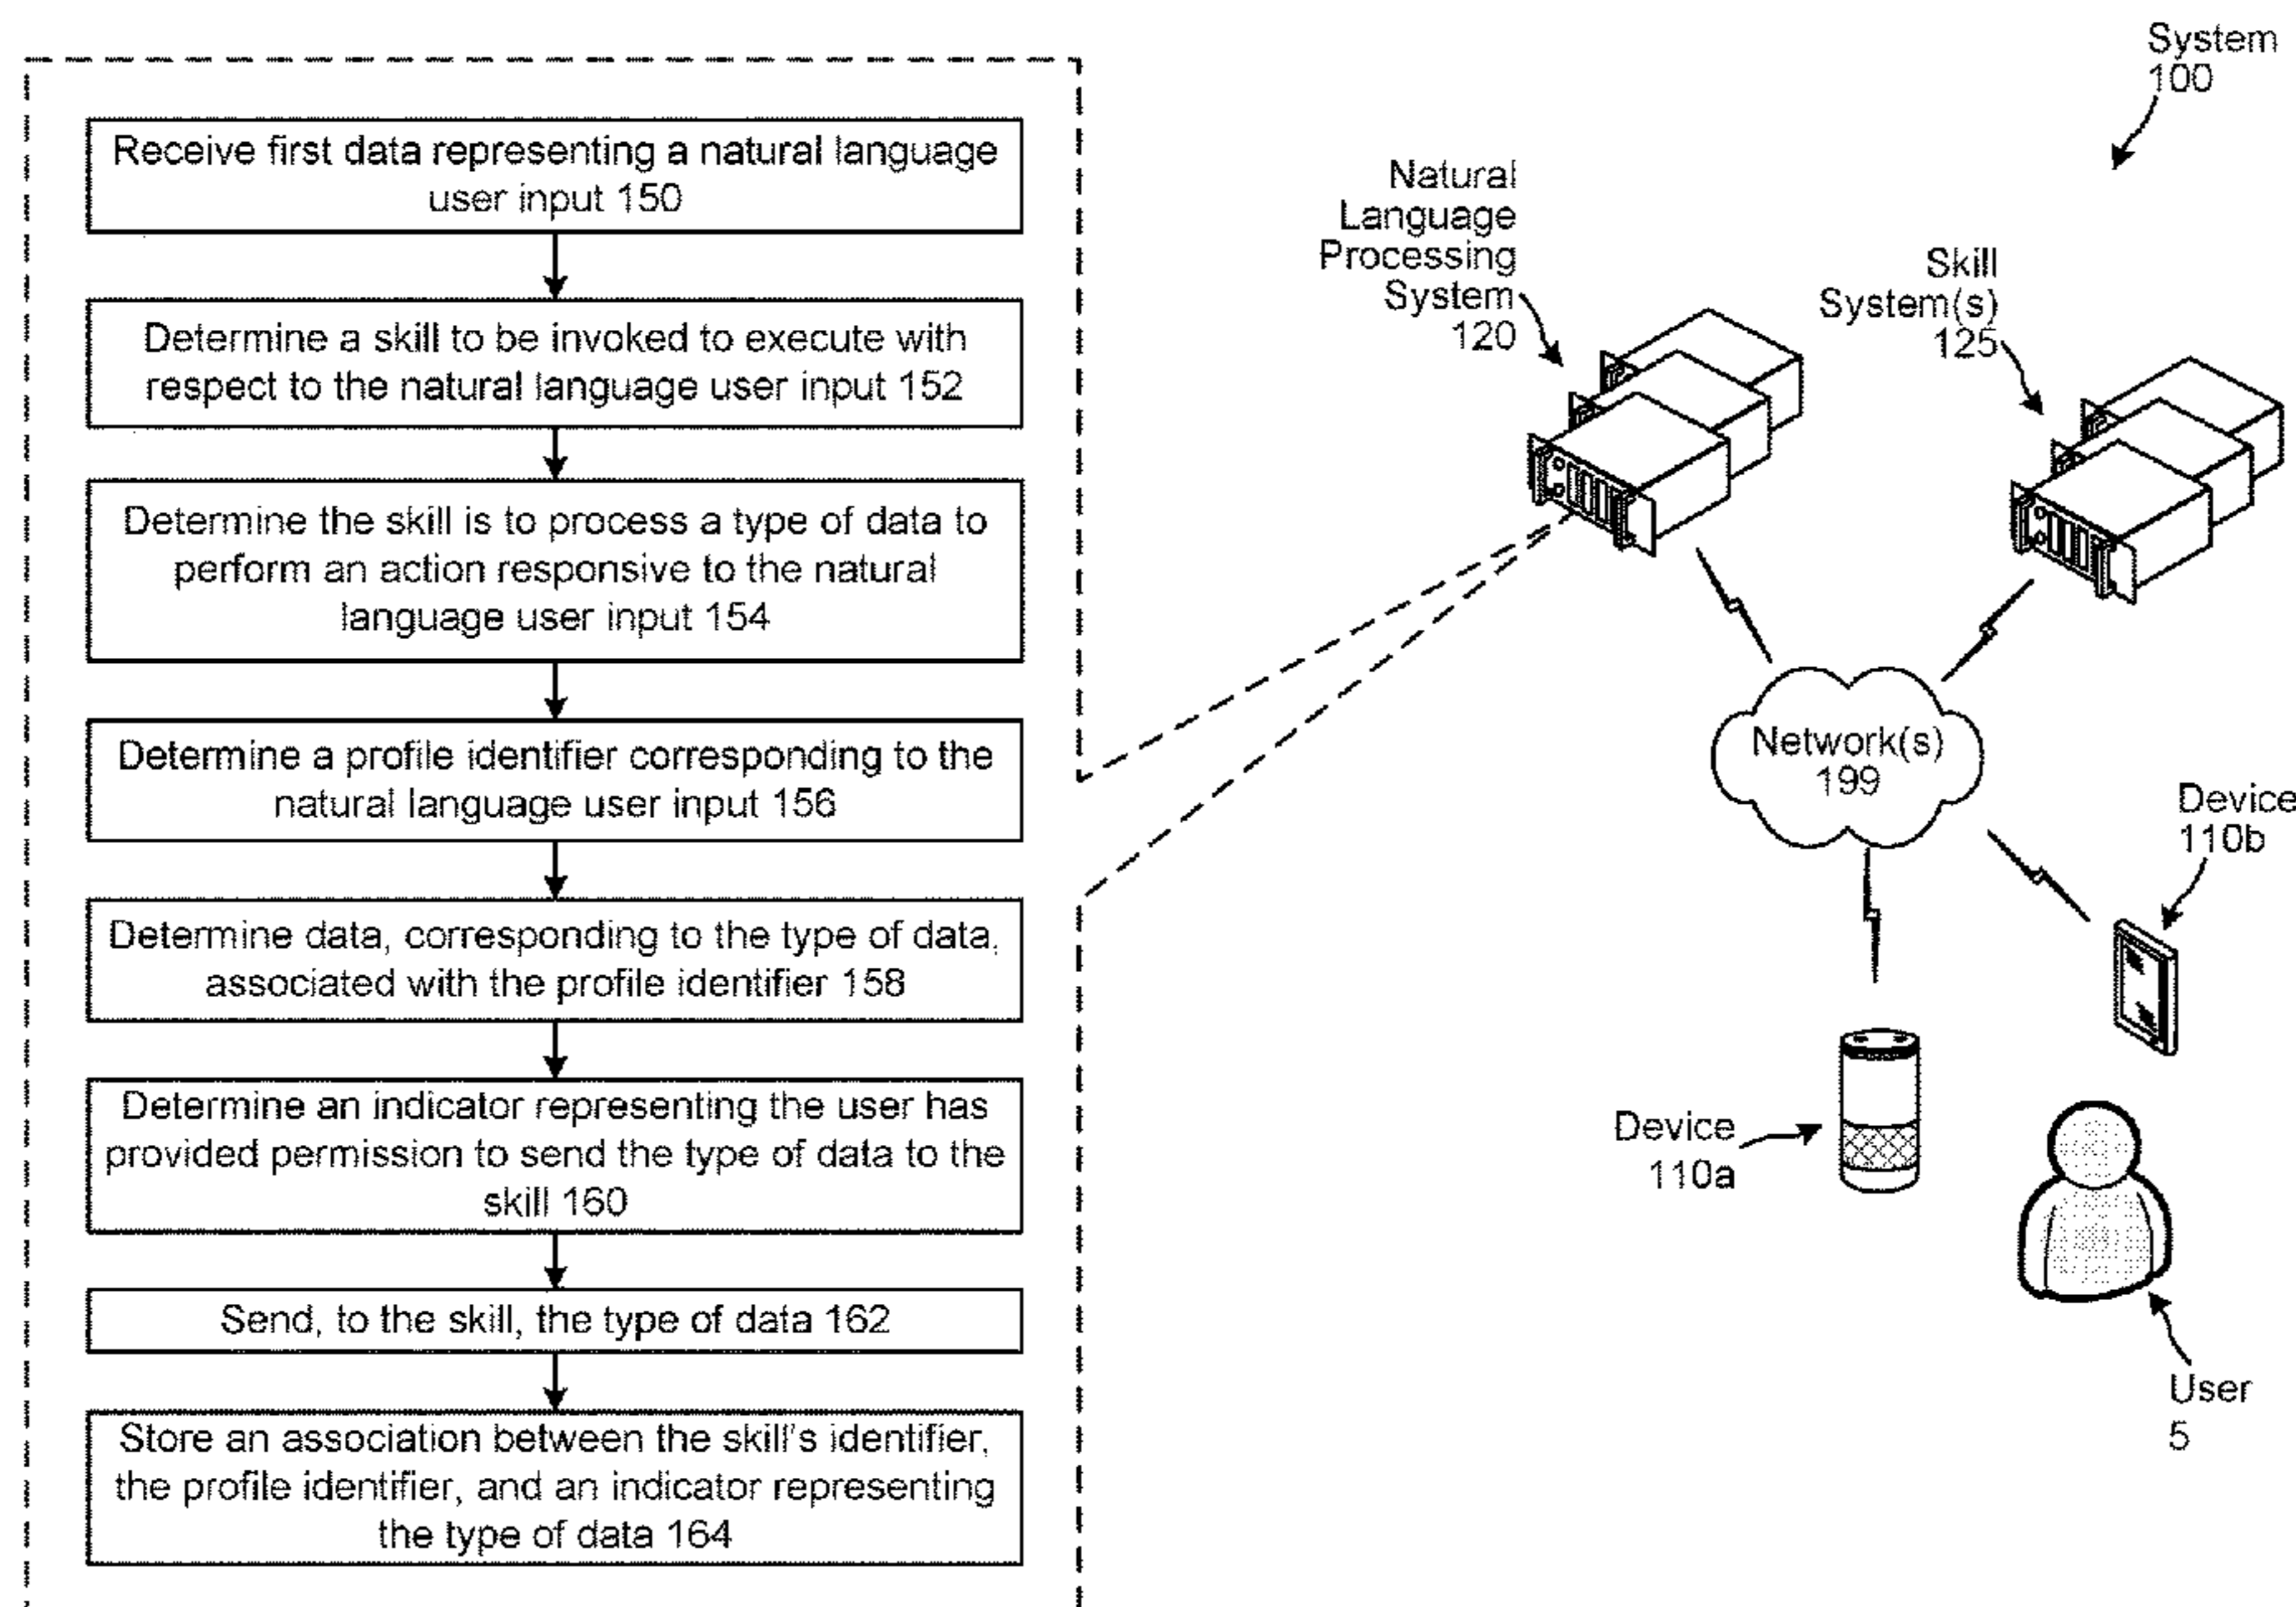 Receive first data representing a natural language
user input 150
Determine a skill to be invoked to execute with
respect to the natural language user input 152
Determine the skill is to process a type of data to
perform an action responsive to the natural
language user input 154
Determine a profile identifier corresponding to the
natural language user input 156
Determine data, corresponding to the type of data,
associated with the profile identifier 158
Determine an indicator representing the user has
provided permission to send the type of data to the
skill 160
Send, to the skill, the type of data 162
Store an association between the skill's identifier,
the profile identifier, and an indicator representing
the type of data 164
System
100
Natural
Language
Processing
System
120
Skill
System(s)
125
Network(s)
199
Device
110b
Device
110a
User
5